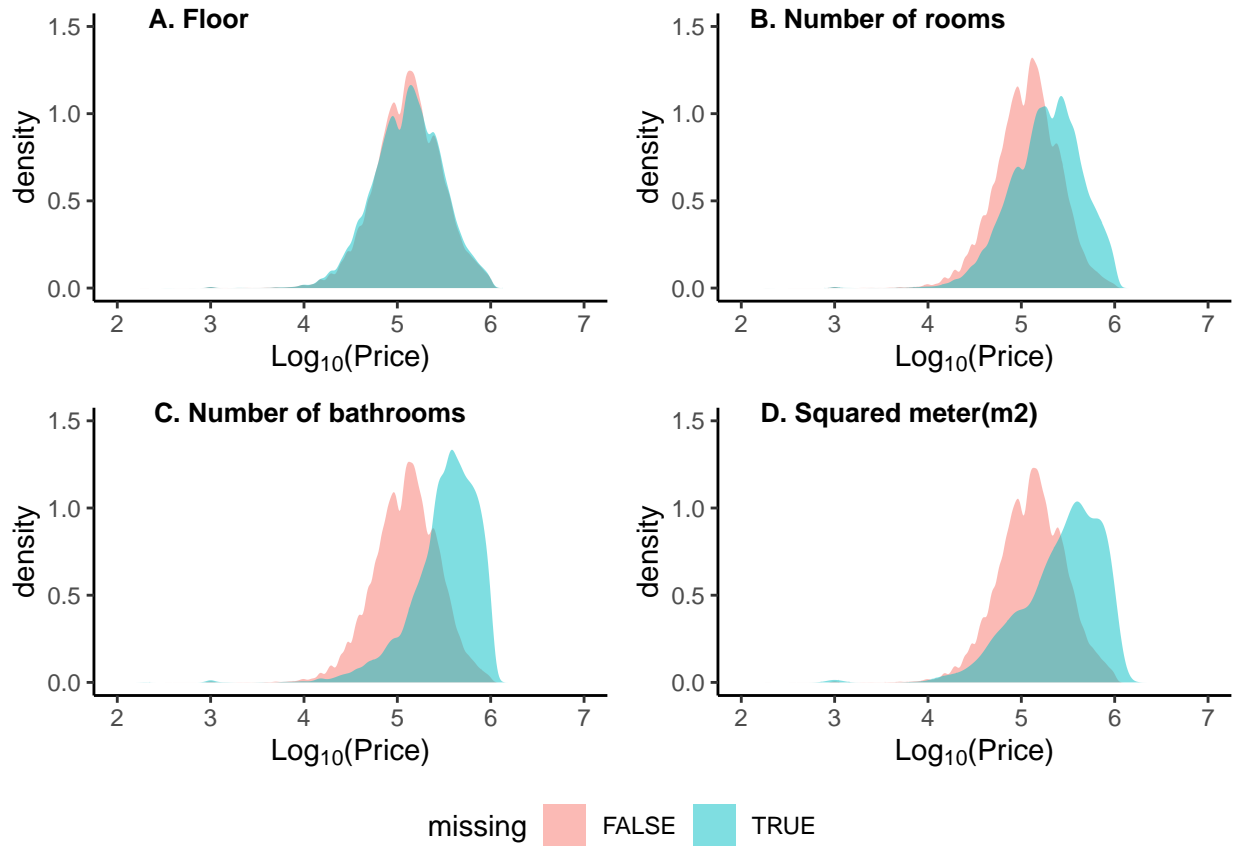 A. Floor
1.5
1.0
0.5
0.0
density
2 3 4 5 6 7
Log₁₀(Price)
B. Number of rooms
1.5
1.0
0.5
0.0
density
2 3 4 5 6 7
Log₁₀(Price)
C. Number of bathrooms
1.5
1.0
0.5
0.0
density
2 3 4 5 6 7
Log₁₀(Price)
D. Squared meter(m2)
1.5
1.0
0.5
0.0
density
2 3 4 5 6 7
Log₁₀(Price)
missing FALSE TRUE